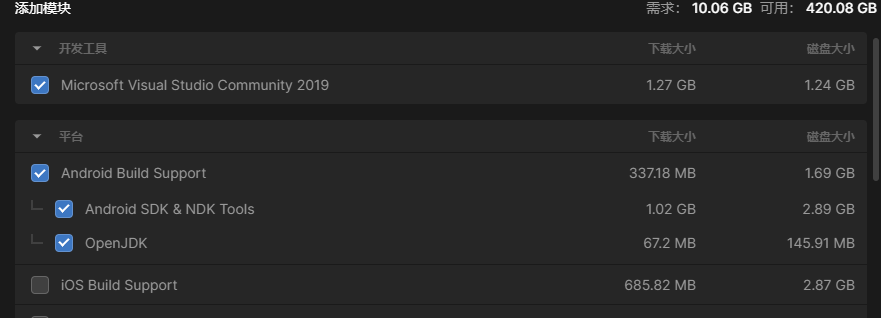 添加模块 需求： 10.06 GB 可用： 420.08 GB
开发工具 下载大小 磁盘大小
Microsoft Visual Studio Community 2019 1.27 GB 1.24 GB
平台 下载大小 磁盘大小
Android Build Support 337.18 MB 1.69 GB
Android SDK & NDK Tools 1.02 GB 2.89 GB
OpenJDK 67.2 MB 145.91 MB
iOS Build Support 685.82 MB 2.87 GB